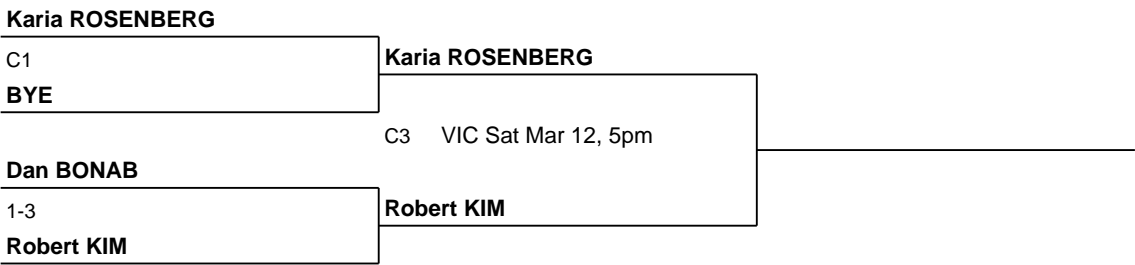 Karia ROSENBERG
C1
BYE
Karia ROSENBERG
C3 VIC Sat Mar 12, 5pm
Dan BONAB
1-3
Robert KIM
Robert KIM